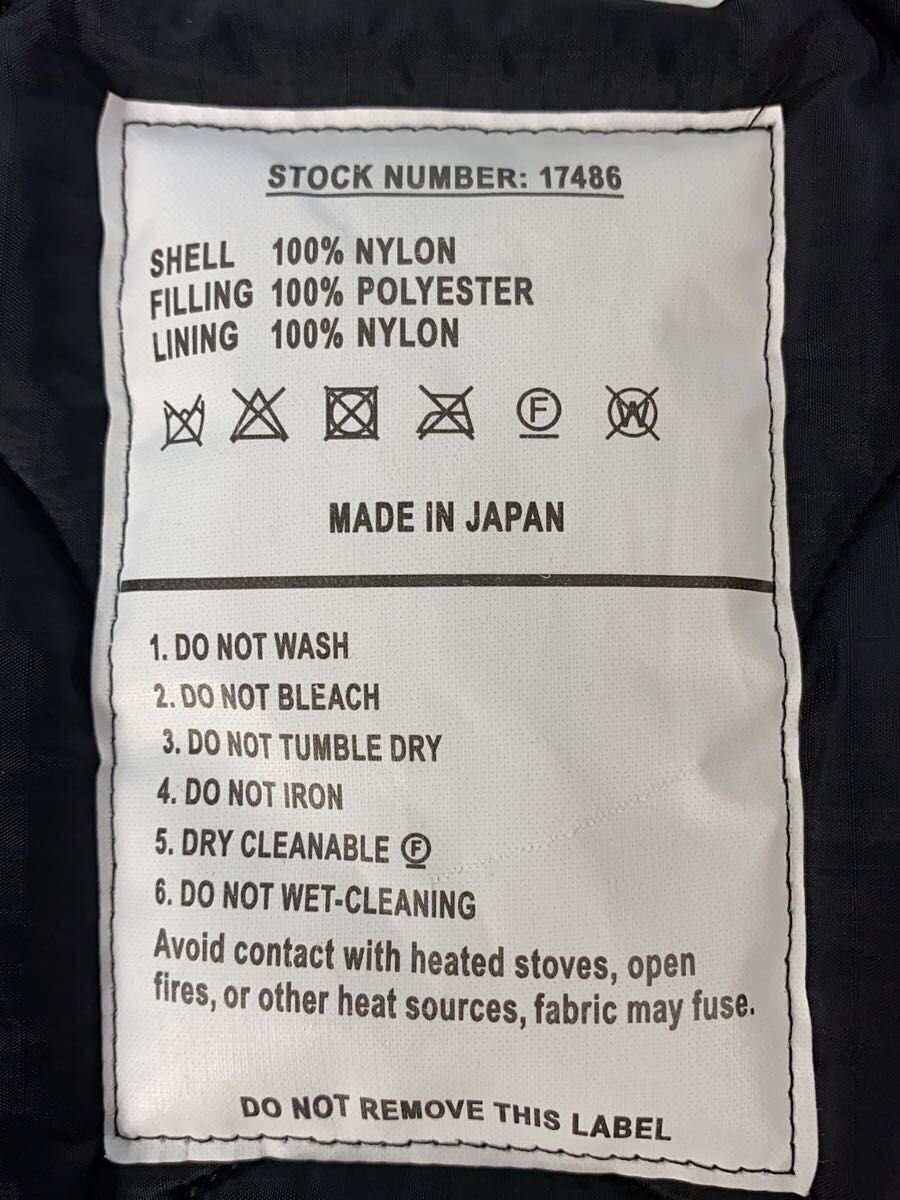 STOCK NUMBER: 17486
SHELL 100% NYLON
FILLING 100% POLYESTER
LINING 100% NYLON
F W
MADE IN JAPAN
1. DO NOT WASH
2. DO NOT BLEACH
3. DO NOT TUMBLE DRY
4. DO NOT IRON
5. DRY CLEANABLE Ⓕ
6. DO NOT WET-CLEANING
Avoid contact with heated stoves, open
fires, or other heat sources, fabric may fuse.
DO NOT REMOVE THIS LABEL